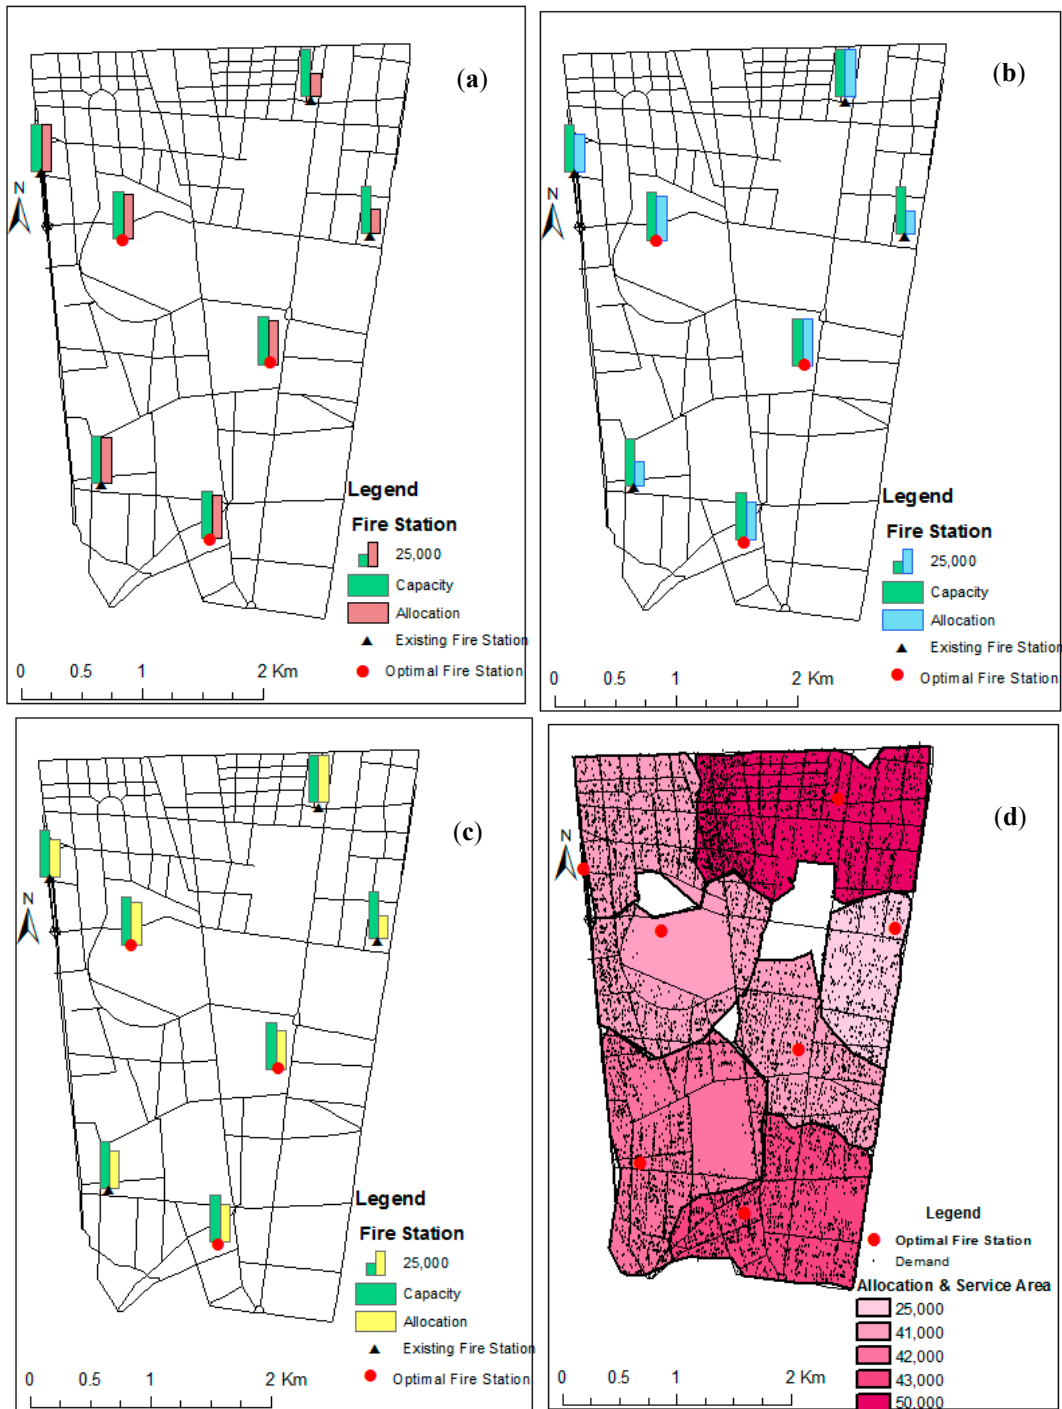 (a)
N
Legend
Fire Station
25,000
Capacity
Allocation
Existing Fire Station
Optimal Fire Station
0 0.5 1 2 Km
(b)
N
Legend
Fire Station
25,000
Capacity
Allocation
Existing Fire Station
Optimal Fire Station
0 0.5 1 2 Km
(c)
N
Legend
Fire Station
25,000
Capacity
Allocation
Existing Fire Station
Optimal Fire Station
0 0.5 1 2 Km
(d)
N
Legend
Optimal Fire Station
Demand
Allocation & Service Area
25,000
41,000
42,000
43,000
50,000
0 0.5 1 2 Km